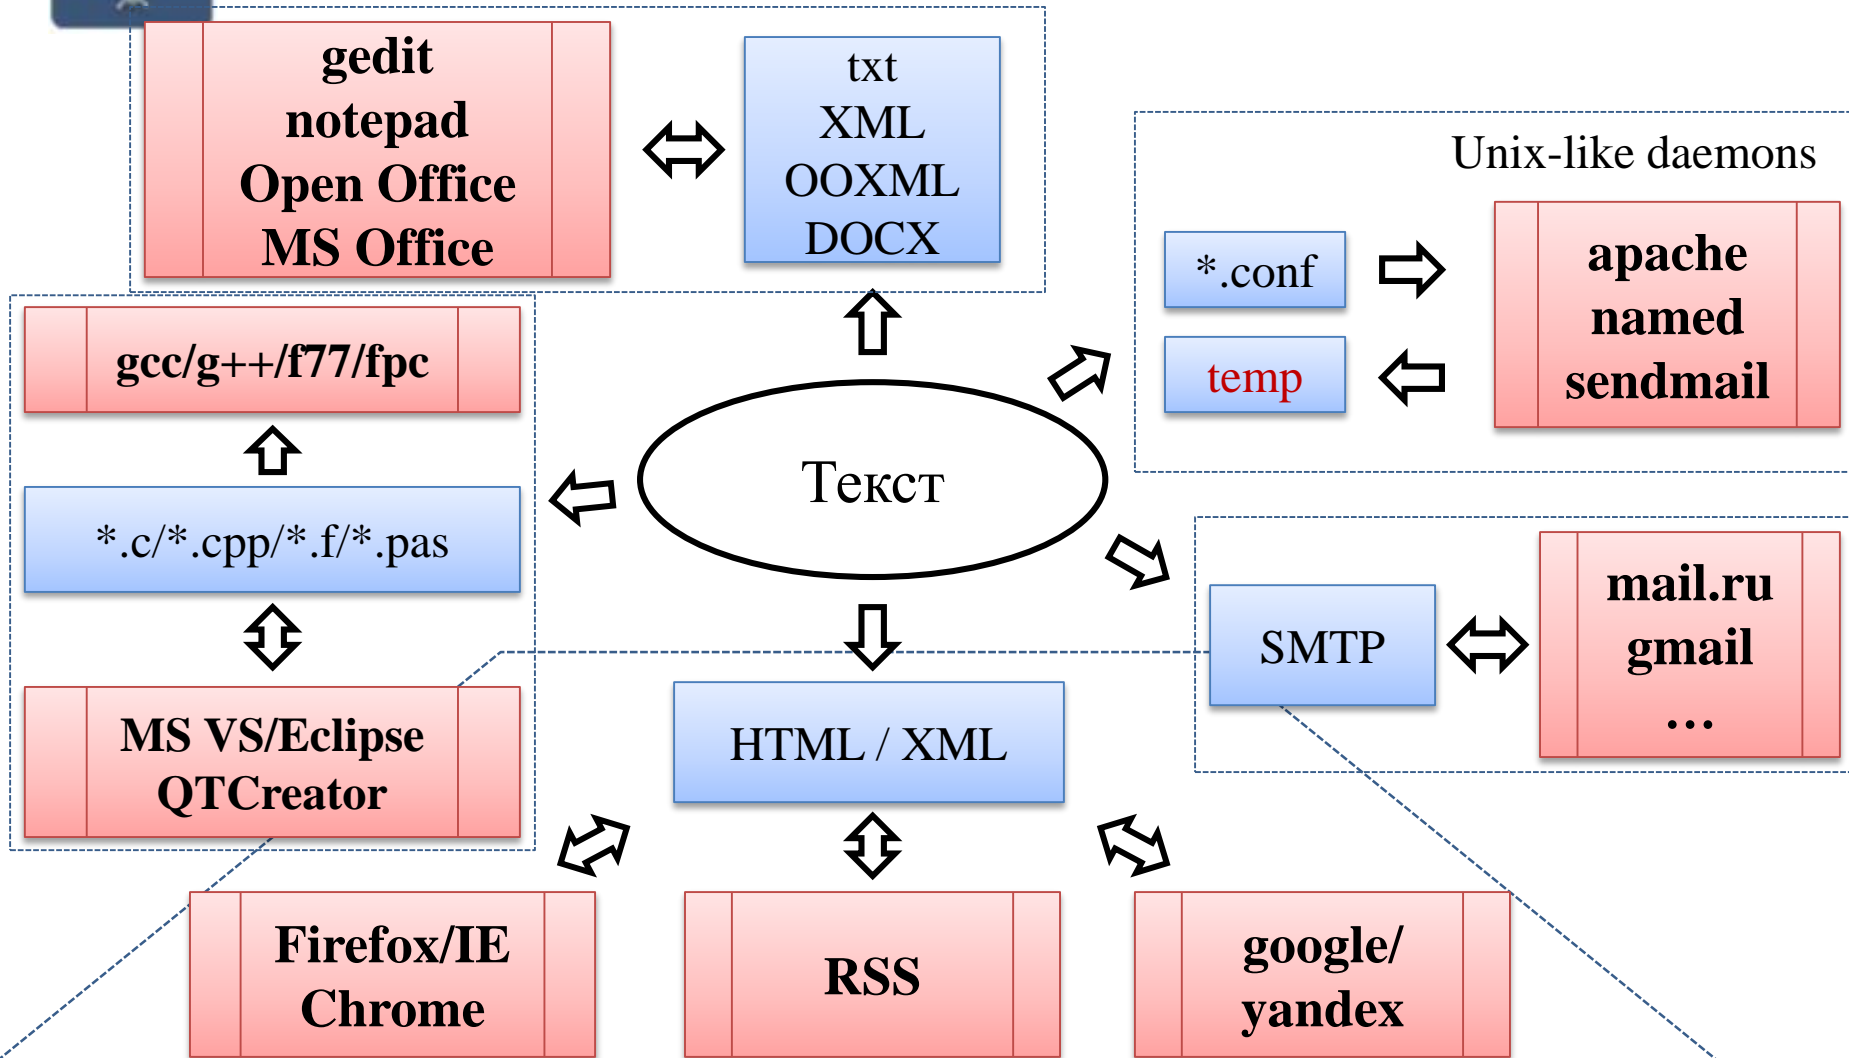 gedit
notepad
Open Office
MS Office
txt
XML
OOXML
DOCX
Unix-like daemons
*.conf
temp
apache
named
sendmail
gcc/g++/f77/fpc
*.c/*.cpp/*.f/*.pas
MS VS/Eclipse
QTCreator
Текст
SMTP
mail.ru
gmail
…
HTML / XML
Firefox/IE
Chrome
RSS
google/
yandex